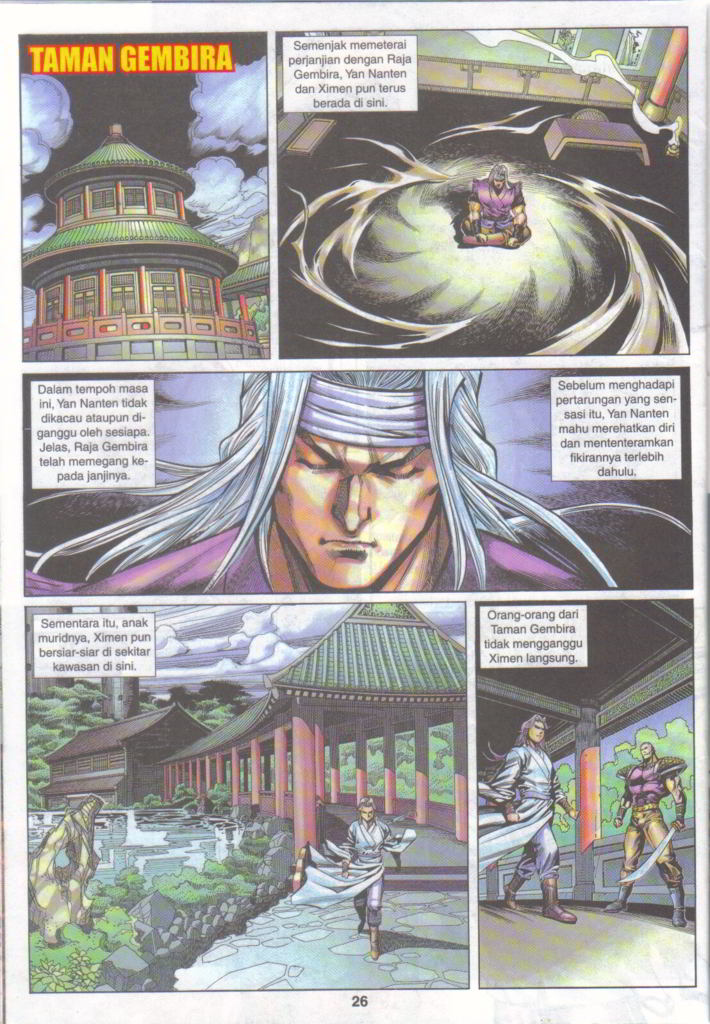 TAMAN GEMBIRA
Semenjak memeterai
perjanjian dengan Raja
Gembira, Yan Nanten
dan Ximen pun terus
berada di sini.
Dalam tempoh masa
ini, Yan Nanten tidak
dikacau ataupun di-
ganggu oleh sesiapa.
Jelas, Raja Gembira
telah memegang ke-
pada janjinya.
Sebelum menghadapi
pertarungan yang sen-
sasi itu, Yan Nanten
mahu merehatkan diri
dan mententeramkan
fikirannya terlebih
dahulu.
Sementara itu, anak
muridnya, Ximen pun
bersiar-siar di sekitar
kawasan di sini.
Orang-orang dari
Taman Gembira
tidak mengganggu
Ximen langsung.
26